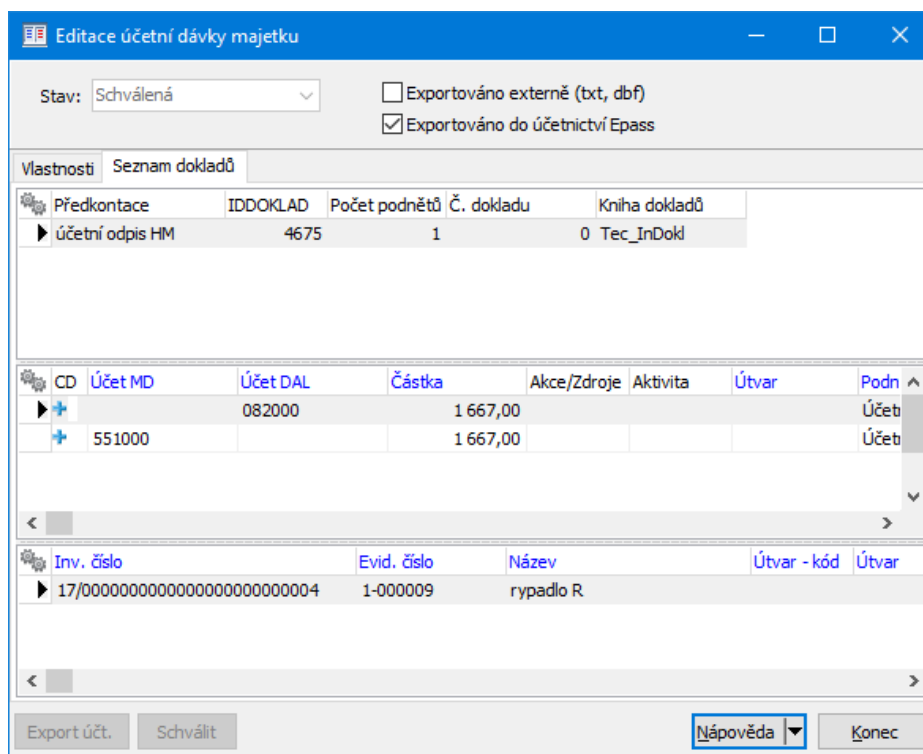 Editace účetní dávky majetku
Stav: Schválená
Exportováno externě (txt, dbf)
Exportováno do účetnictví Epass
Vlastnosti Seznam dokladů
Předkontace IDDOKLAD Počet podnětů Č. dokladu Kniha dokladů
účetní odpis HM 4675 1 0 Tec_InDokl
CD Účet MD Účet DAL Částka Akce/Zdroje Aktivita Útvar Podn
082000 1 667,00 Účetı
551000 1 667,00 Účetı
Inv. číslo Evid. číslo Název Útvar - kód Útvar
17/0000000000000000000000004 1-000009 rypadlo R
Export účt. Schválit Nápověda Konec